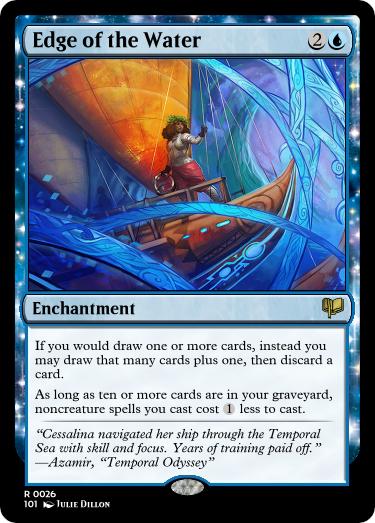 Edge of the Water 2
Enchantment
If you would draw one or more cards, instead you
may draw that many cards plus one, then discard a
card.
As long as ten or more cards are in your graveyard,
noncreature spells you cast cost 1 less to cast.
“Cessalina navigated her ship through the Temporal
Sea with skill and focus. Years of training paid off.”
—Azamir, “Temporal Odyssey”
R 0026
101 Julie Dillon